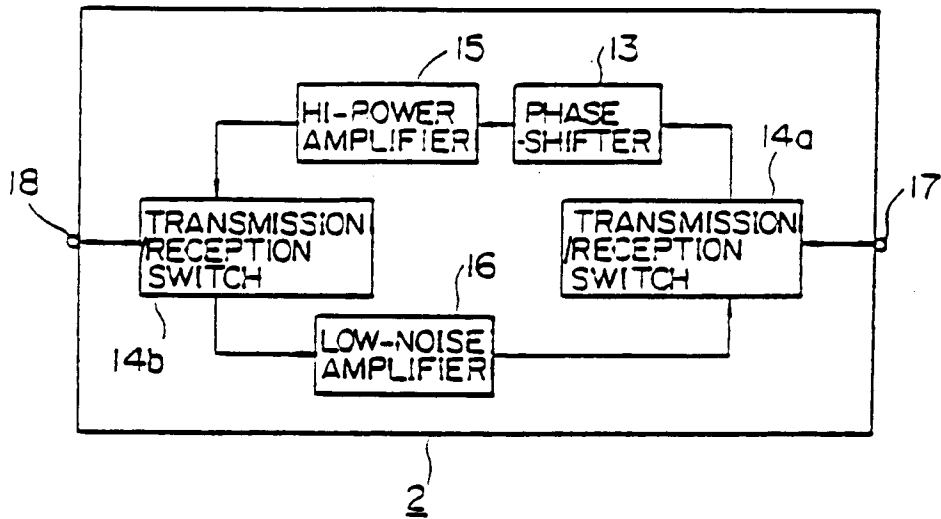 15
13
HI-POWER
AMPLIFIER
PHASE
-SHIFTER
14a
18
17
TRANSMISSION
/RECEPTION
SWITCH
TRANSMISSION
/RECEPTION
SWITCH
16
14b
LOW-NOISE
AMPLIFIER
2